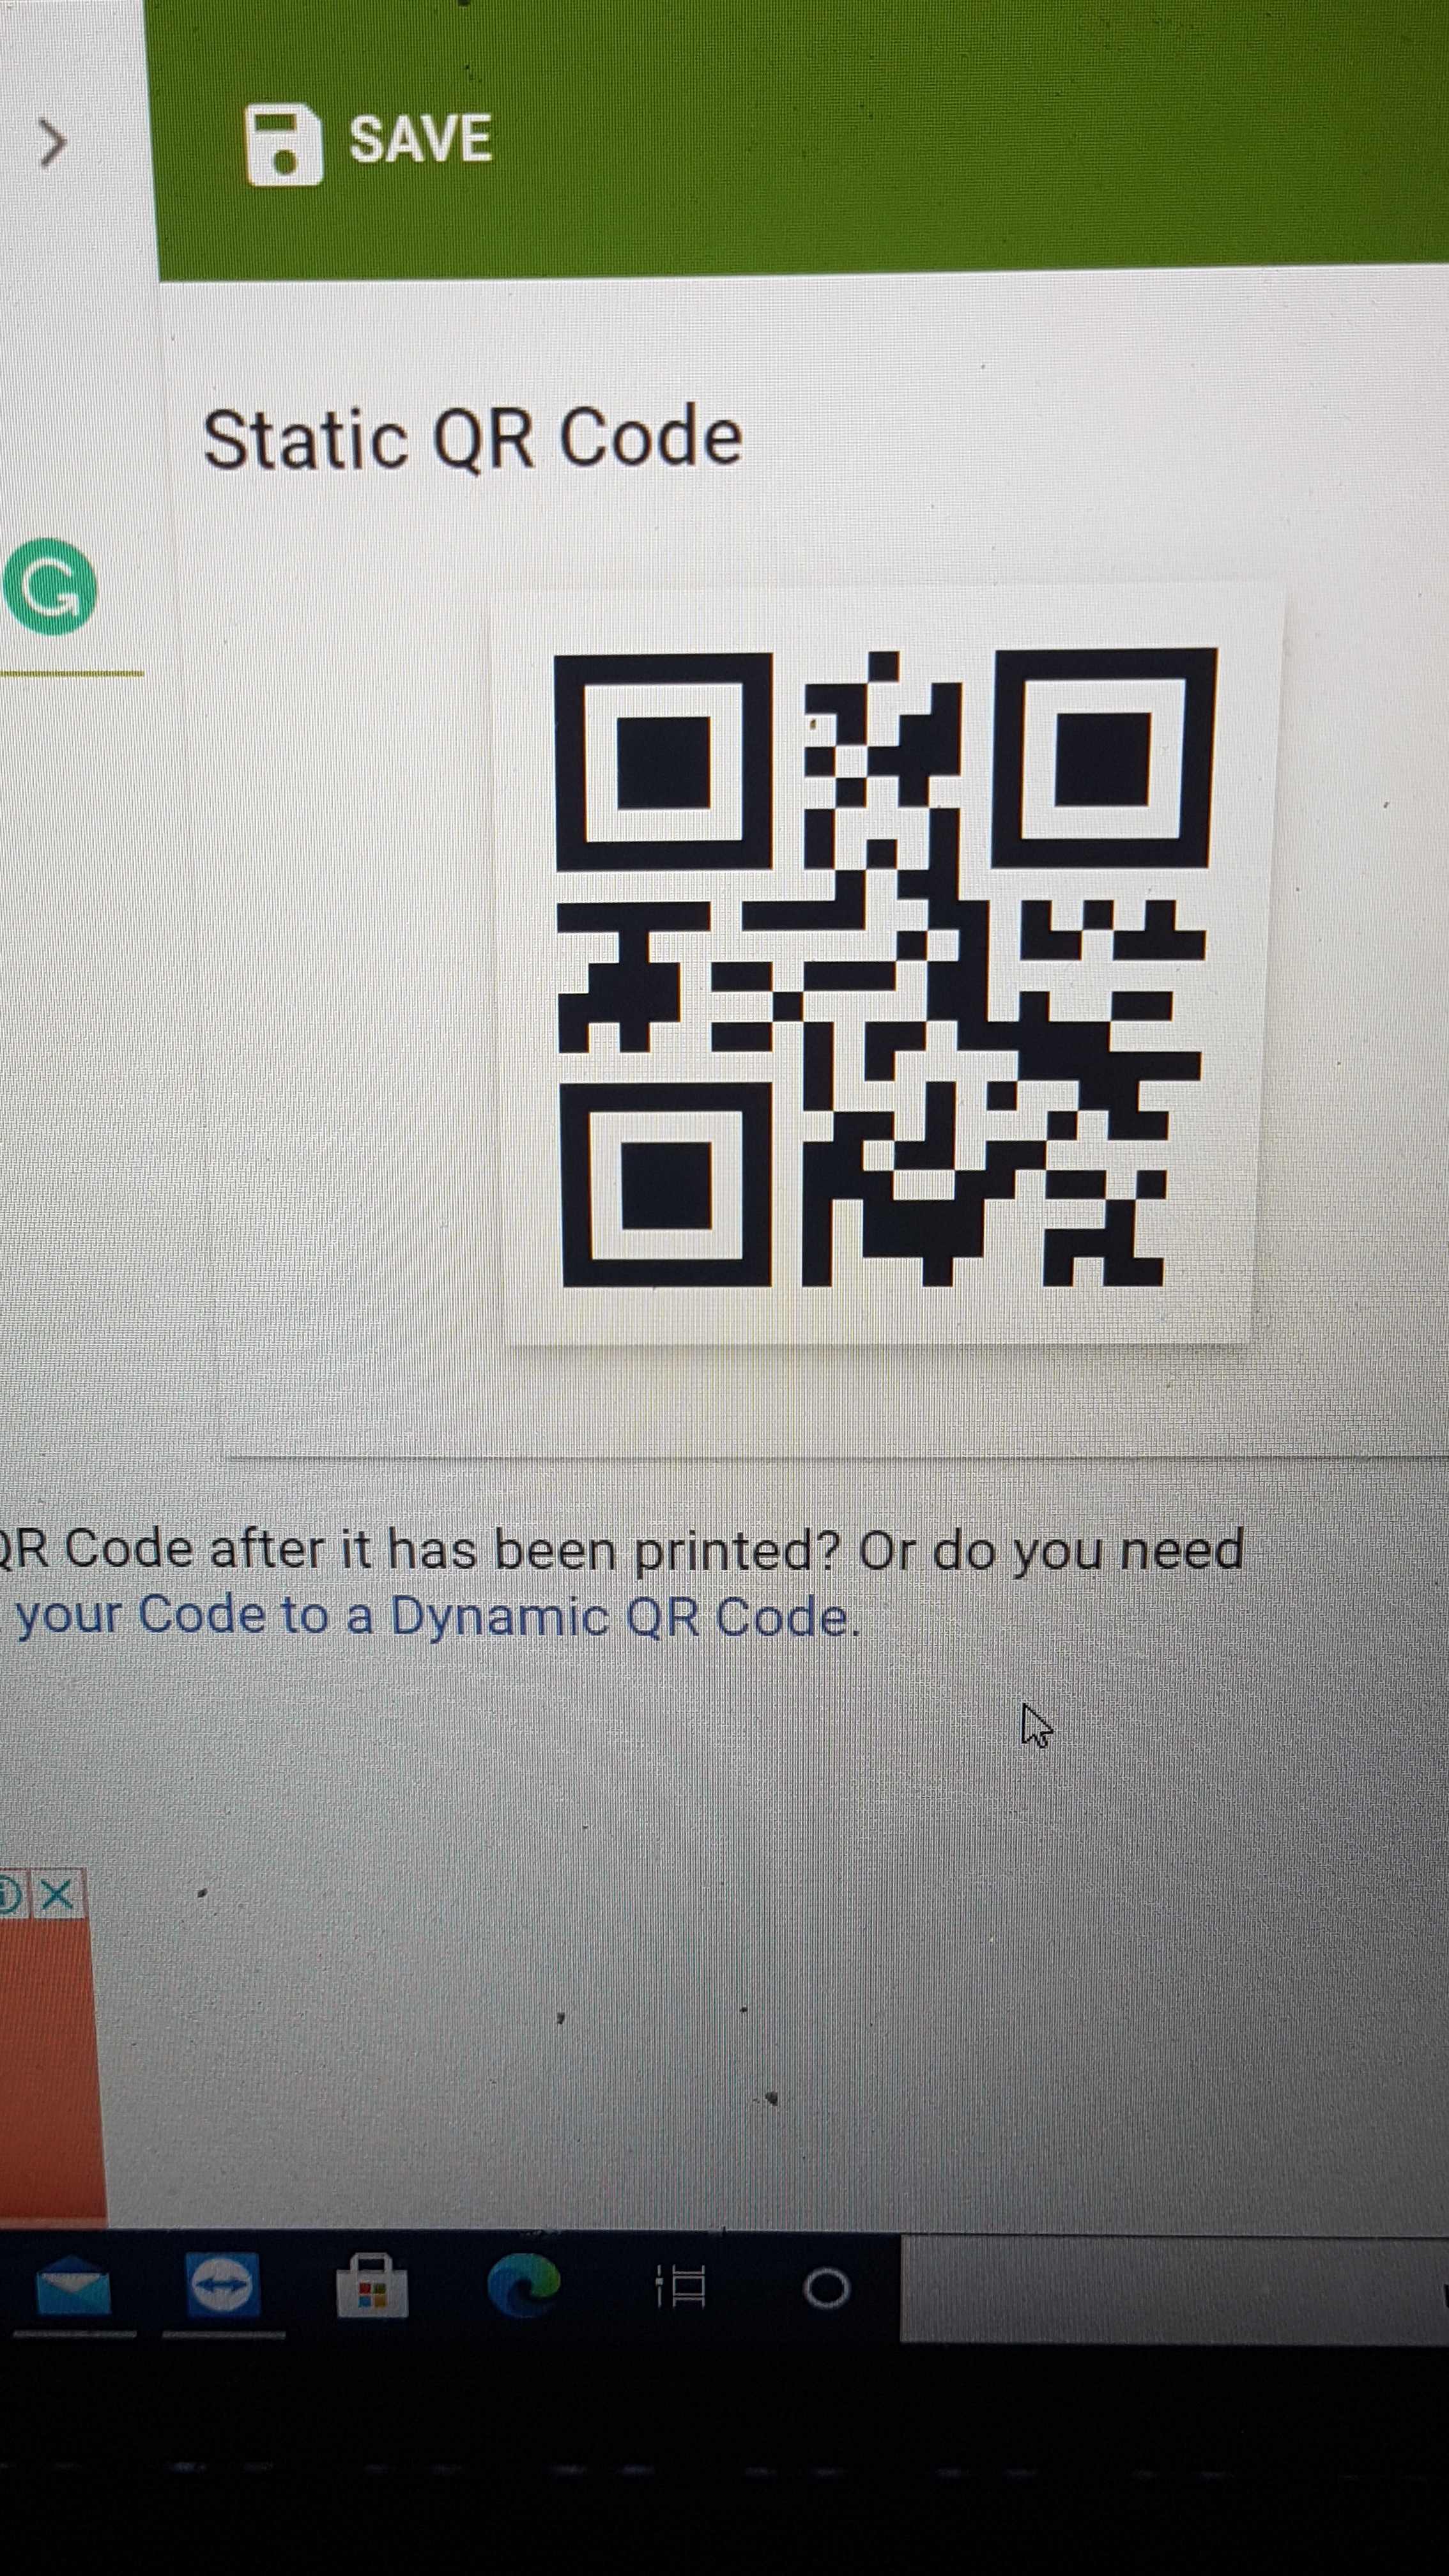 SAVE
Static QR Code
G
QR Code after it has been printed? Or do you need
your Code to a Dynamic QR Code.